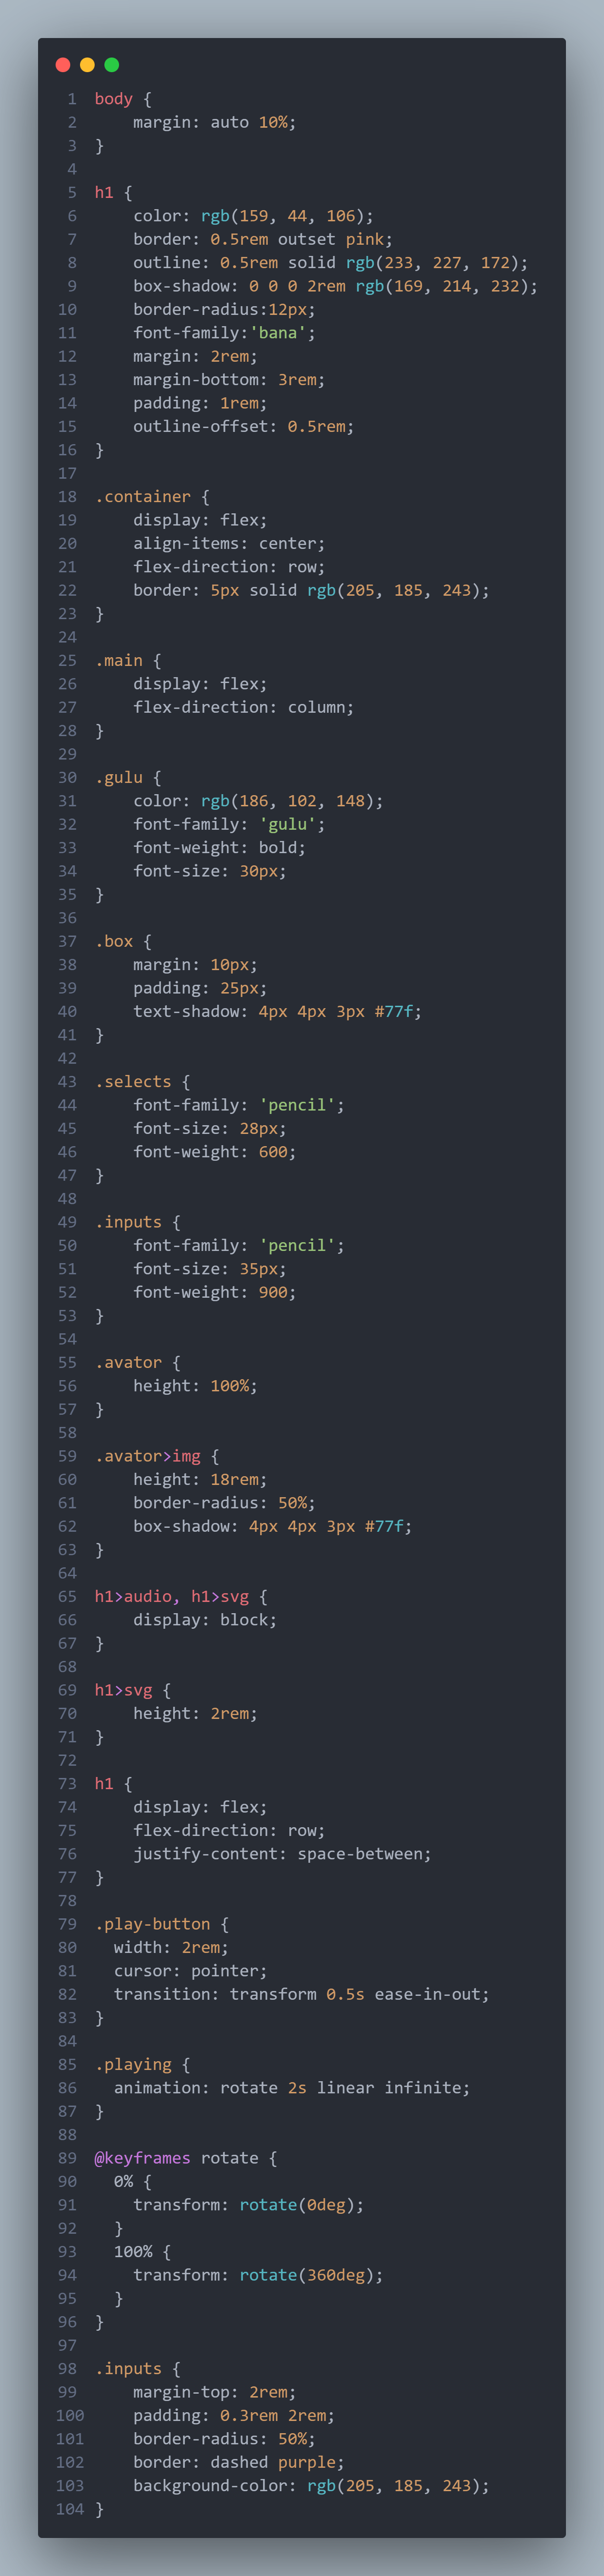 1 body {
2     margin: auto 10%;
3 }
4
5 h1 {
6     color: rgb(159, 44, 106);
7     border: 0.5rem outset pink;
8     outline: 0.5rem solid rgb(233, 227, 172);
9     box-shadow: 0 0 0 2rem rgb(169, 214, 232);
10     border-radius:12px;
11     font-family:'bana';
12     margin: 2rem;
13     margin-bottom: 3rem;
14     padding: 1rem;
15     outline-offset: 0.5rem;
16 }
17
18 .container {
19     display: flex;
20     align-items: center;
21     flex-direction: row;
22     border: 5px solid rgb(205, 185, 243);
23 }
24
25 .main {
26     display: flex;
27     flex-direction: column;
28 }
29
30 .gulu {
31     color: rgb(186, 102, 148);
32     font-family: 'gulu';
33     font-weight: bold;
34     font-size: 30px;
35 }
36
37 .box {
38     margin: 10px;
39     padding: 25px;
40     text-shadow: 4px 4px 3px #77f;
41 }
42
43 .selects {
44     font-family: 'pencil';
45     font-size: 28px;
46     font-weight: 600;
47 }
48
49 .inputs {
50     font-family: 'pencil';
51     font-size: 35px;
52     font-weight: 900;
53 }
54
55 .avator {
56     height: 100%;
57 }
58
59 .avator>img {
60     height: 18rem;
61     border-radius: 50%;
62     box-shadow: 4px 4px 3px #77f;
63 }
64
65 h1>audio, h1>svg {
66     display: block;
67 }
68
69 h1>svg {
70     height: 2rem;
71 }
72
73 h1 {
74     display: flex;
75     flex-direction: row;
76     justify-content: space-between;
77 }
78
79 .play-button {
80   width: 2rem;
81   cursor: pointer;
82   transition: transform 0.5s ease-in-out;
83 }
84
85 .playing {
86   animation: rotate 2s linear infinite;
87 }
88
89 @keyframes rotate {
90   0% {
91     transform: rotate(0deg);
92   }
93   100% {
94     transform: rotate(360deg);
95   }
96 }
97
98 .inputs {
99     margin-top: 2rem;
100     padding: 0.3rem 2rem;
101     border-radius: 50%;
102     border: dashed purple;
103     background-color: rgb(205, 185, 243);
104 }